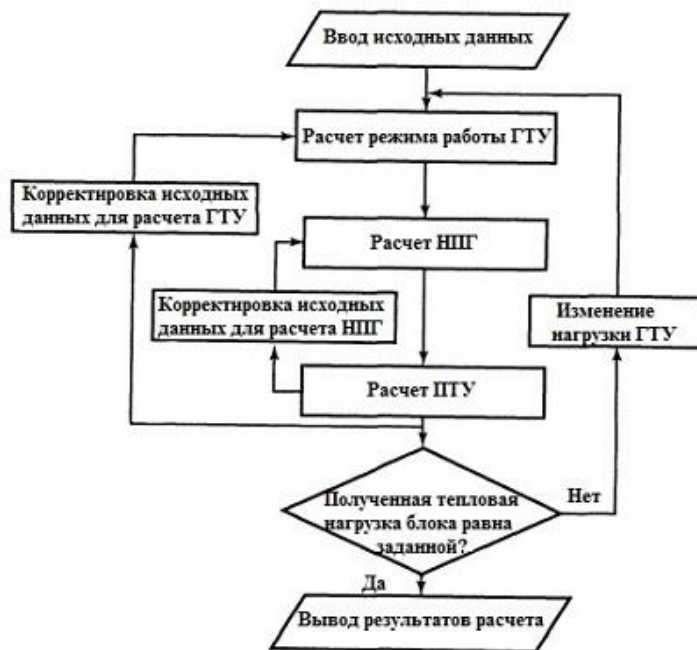 Ввод исходных данных
Расчет режима работы ГТУ
Корректировка исходных
данных для расчета ГТУ
Расчет НПГ
Корректировка исходных
данных для расчета НПГ
Изменение
нагрузки ГТУ
Расчет ПТУ
Полученная тепловая
нагрузка блока равна
заданной?
Нет
Да
Вывод результатов расчета